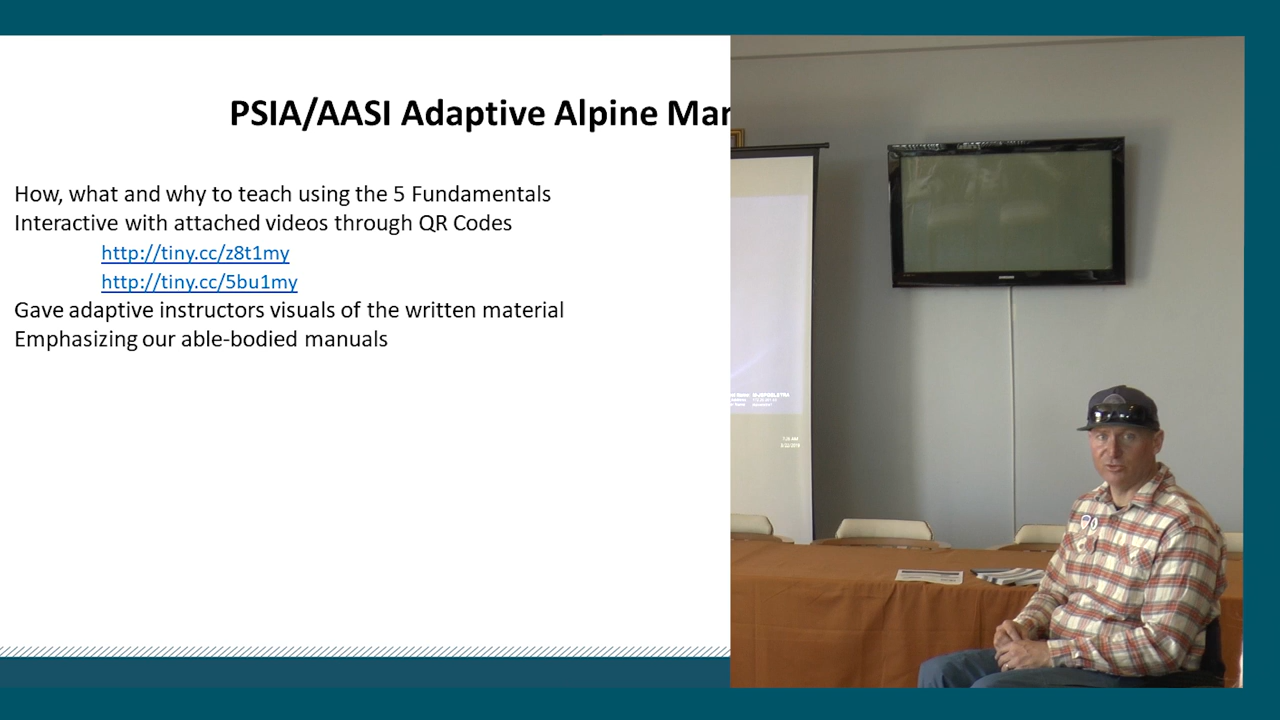 PSIA/AASI Adaptive Alpine Mar
How, what and why to teach using the 5 Fundamentals
Interactive with attached videos through QR Codes
http://tiny.cc/z8t1my
http://tiny.cc/5bu1my
Gave adaptive instructors visuals of the written material
Emphasizing our able-bodied manuals